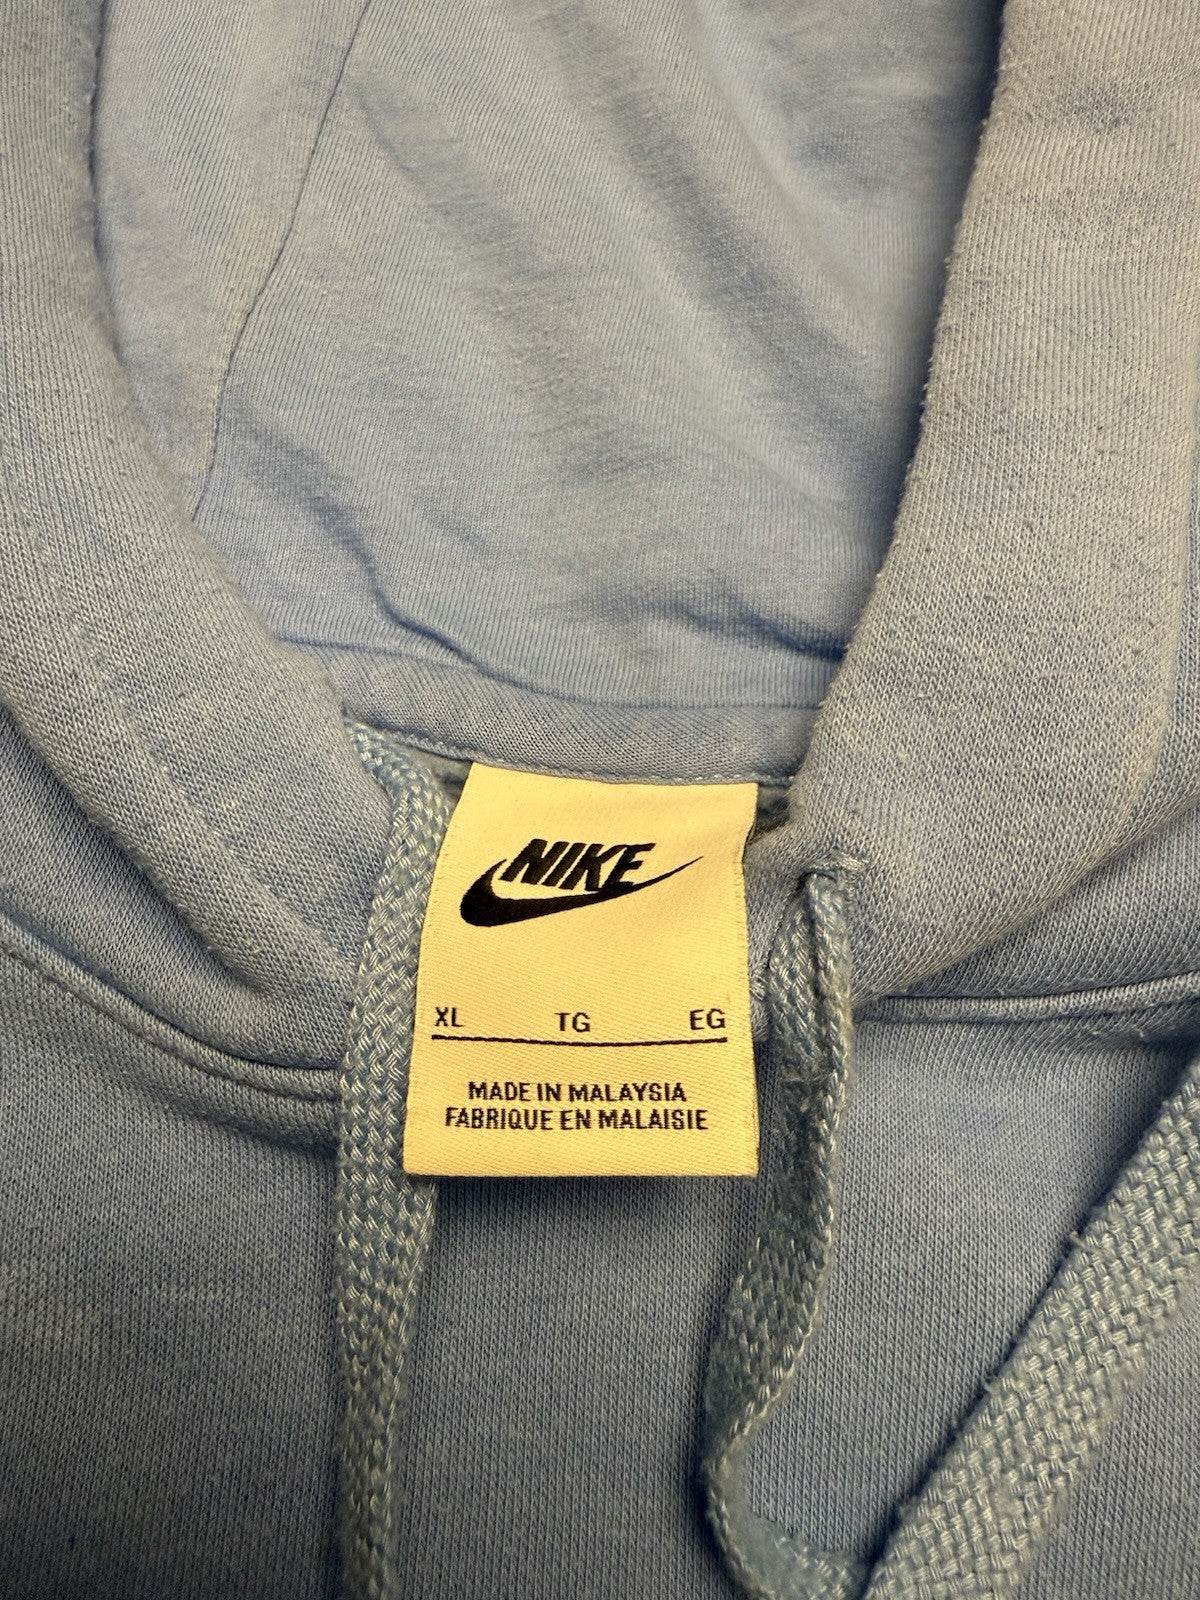 NIKE
XL TG EG
MADE IN MALAYSIA
FABRIQUE EN MALAISIE